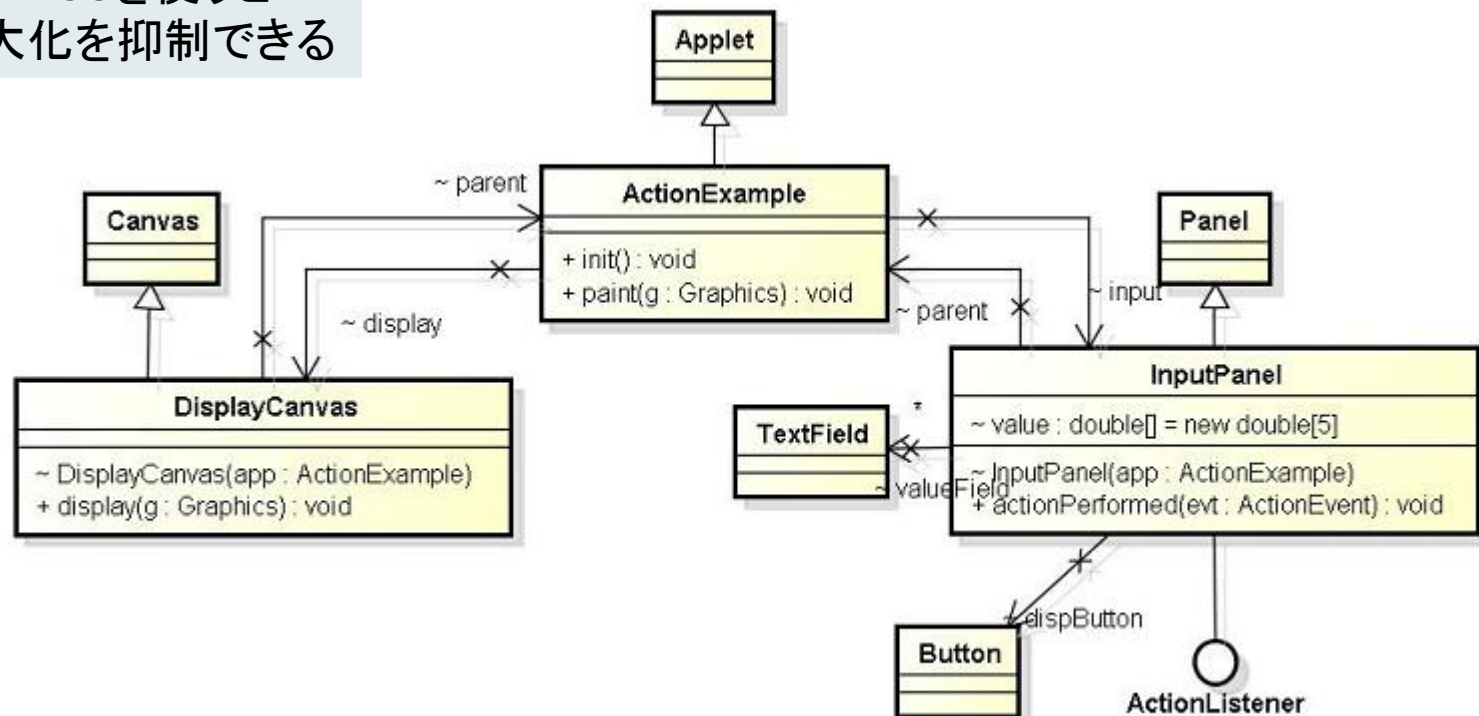 大化を抑制できる
Applet
~ parent
ActionExample
+ init() : void
+ paint(g : Graphics) : void
Canvas
Panel
~ display
~ parent
~ input
DisplayCanvas
~ DisplayCanvas(app : ActionExample)
+ display(g : Graphics) : void
InputPanel
~ value : double[] = new double[5]
~ InputPanel(app : ActionExample)
+ actionPerformed(evt : ActionEvent) : void
*
TextField
~ valueField
~ dispButton
Button
ActionListener